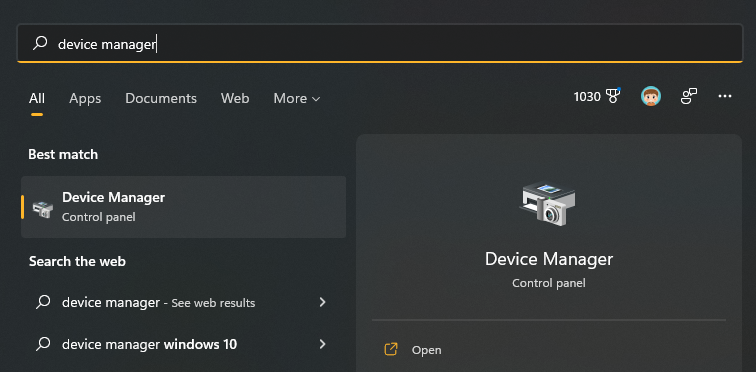 device manager
All Apps Documents Web More 1030 ...
Best match
Device Manager
Control panel
Search the web
device manager - See web results
device manager windows 10
Device Manager
Control panel
Open